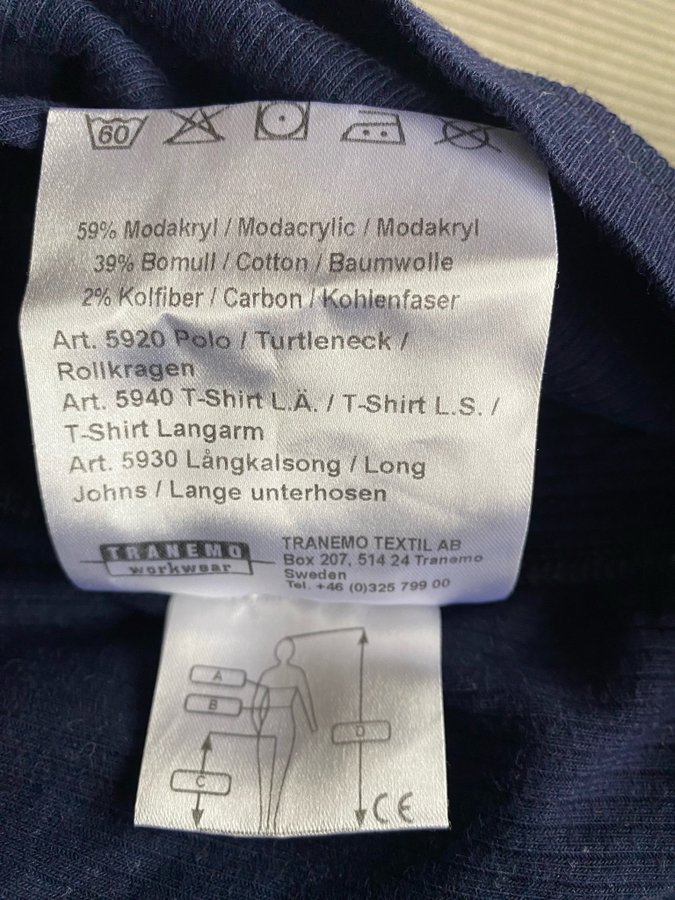 60
59% Modakryl / Modacrylic / Modakryl
39% Bomull / Cotton / Baumwolle
2% Kolfiber / Carbon / Kohlenfaser
Art. 5920 Polo / Turtleneck /
Rollkragen
Art. 5940 T-Shirt L.Ä. / T-Shirt L.S. /
T-Shirt Langarm
Art. 5930 Långkalsong / Long
Johns / Lange unterhosen
TRANEMO
workwear
TRANEMO TEXTIL AB
Box 207, 514 24 Tranemo
Sweden
Tel. +46 (0)325 799 00
A
B
D
C
CE